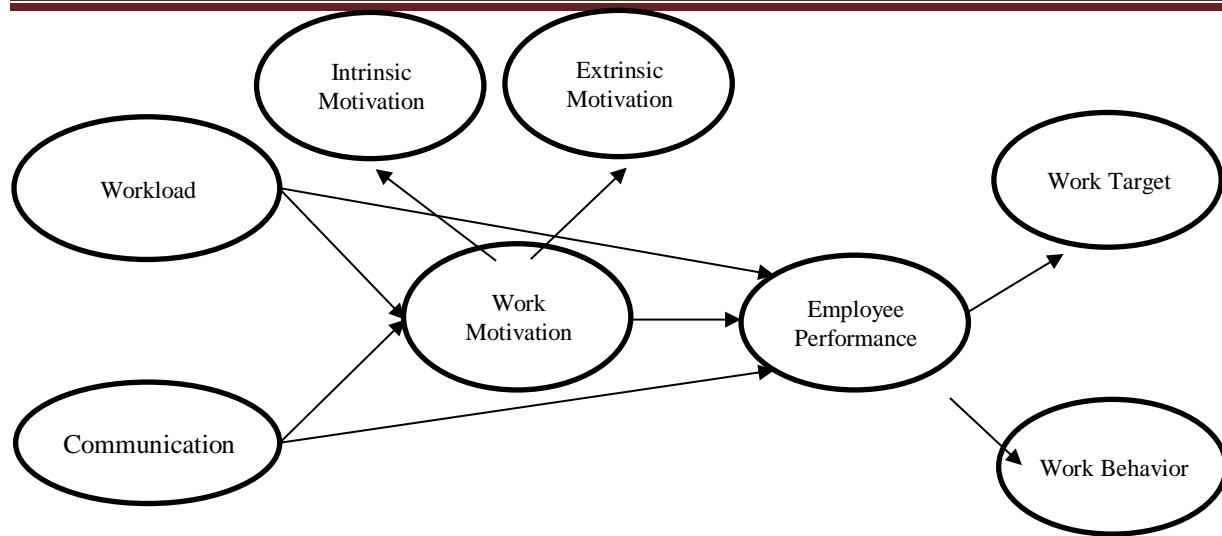 Intrinsic
Motivation
Extrinsic
Motivation
Workload
Work Target
Work
Motivation
Employee
Performance
Communication
Work Behavior